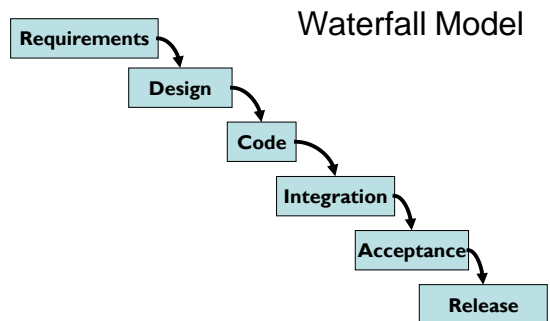 Waterfall Model
Requirements
Design
Code
Integration
Acceptance
Release